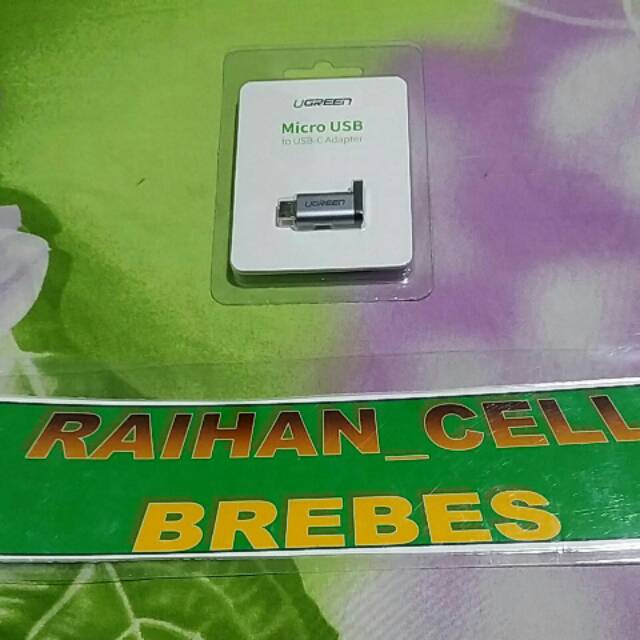 UGREEN
Micro USB
to USB-C Adapter
UGREEN
RAIHAN_CELL
BREBES